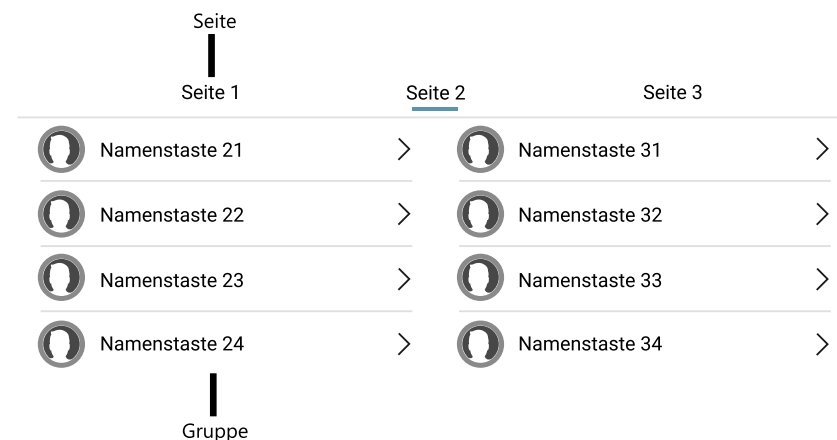 Seite
Seite 1 Seite 2 Seite 3
Namenstaste 21 Namenstaste 31
Namenstaste 22 Namenstaste 32
Namenstaste 23 Namenstaste 33
Namenstaste 24 Namenstaste 34
Gruppe